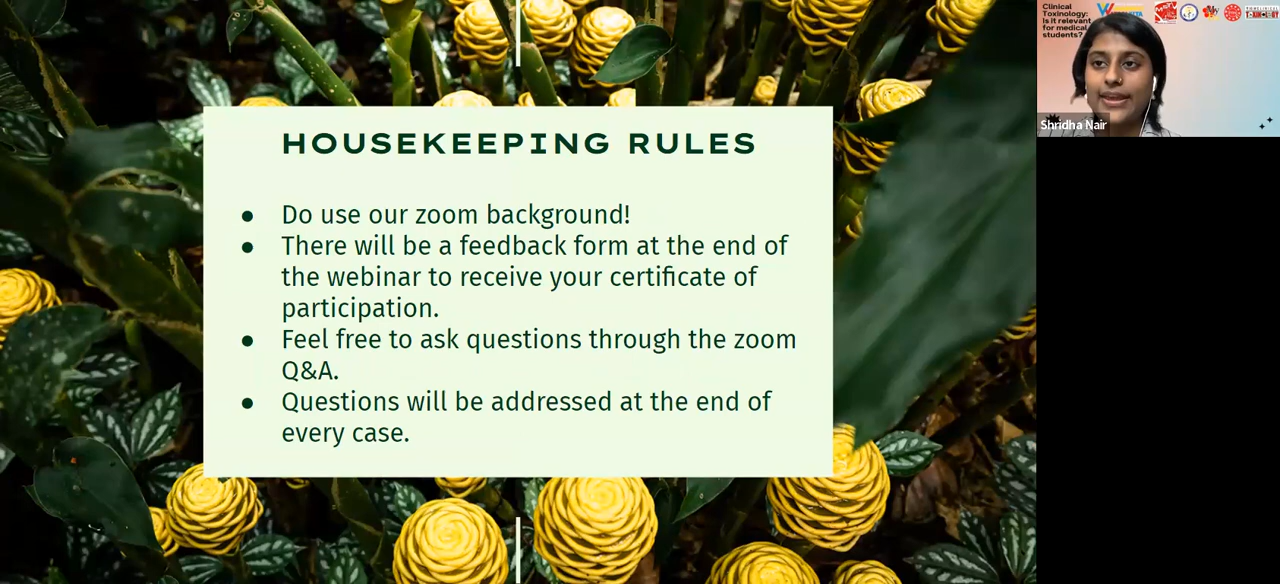 HOUSEKEEPING RULES
● Do use our zoom background!
● There will be a feedback form at the end of
the webinar to receive your certificate of
participation.
● Feel free to ask questions through the zoom
Q&A.
● Questions will be addressed at the end of
every case.
Clinical
Toxinology:
Is it relevant
for medical
students?
Shridha Nair